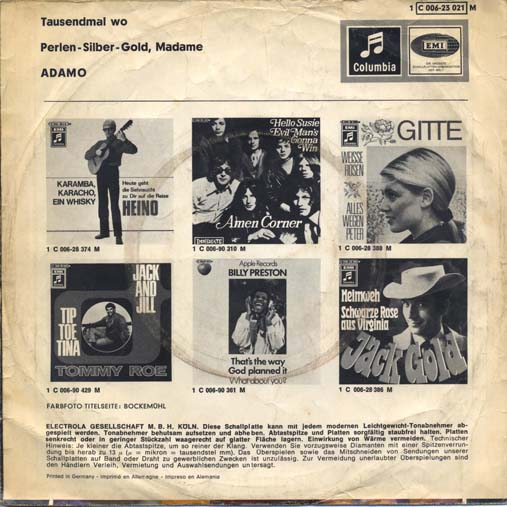 Tausendmal wo
Perlen-Silber-Gold, Madame
ADAMO
1 C 006-23 021 M
Columbia
EMI
EMI
KARAMBA,
KARACHO,
EIN WHISKY
Heute geht
die Sehnsucht
zu Dir auf die Reise
HEINO
1 C 006-28 374 M
Hello Susie
Evil Man's
Gonna
Win
Amen Corner
IMMEDIATE
1 C 006-90 310 M
GITTE
WEISSE
ROSEN
ALLES
WEGEN
PETER
1 C 006-28 388 M
JACK
AND
JILL
TIP
TOE
TINA
TOMMY ROE
1 C 006-90 429 M
Apple Records
BILLY PRESTON
That's the way
God planned it
What about you?
1 C 006-90 361 M
Heimweh
Schwarze Rose
aus Virginia
Jack Gold
1 C 006-28 386 M
FARBFOTO TITELSEITE: BOCKEMÜHL
ELECTROLA GESELLSCHAFT M. B. H. KÖLN. Diese Schallplatte kann mit jedem modernen Leichtgewicht-Tonabnehmer ab-
gespielt werden. Tonabnehmer behutsam aufsetzen und abheben. Abtastspitze und Platten sorgfältig staubfrei halten. Platten
senkrecht oder in geringer Stückzahl waagerecht auf glatter Fläche lagern. Einwirkung von Wärme vermeiden. Technischer
Hinweis: Je kleiner die Abtastspitze, um so reiner der Klang. Verwenden Sie vorzugsweise Diamanten mit einer Spitzenverrun-
dung bis herab zu 13 µ (µ = mikron = tausendstel mm). Das Überspielen sowie das Mitschneiden von Sendungen unserer
Schallplatten auf Band oder Draht zu gewerblichen Zwecken ist unzulässig. Zur Vermeidung unerlaubter Überspielungen sind
den Händlern Verleih, Vermietung und Auswahlsendungen untersagt.
Printed in Germany - Imprimé en Allemagne - Impreso en Alemania